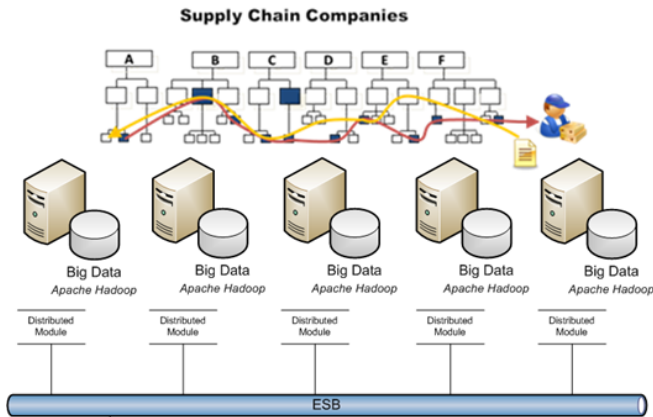 Supply Chain Companies
A B C D E F
Big Data Big Data Big Data Big Data Big Data
Apache Hadoop Apache Hadoop Apache Hadoop Apache Hadoop Apache Hadoop
Distributed Distributed Distributed Distributed Distributed
Module Module Module Module Module
ESB